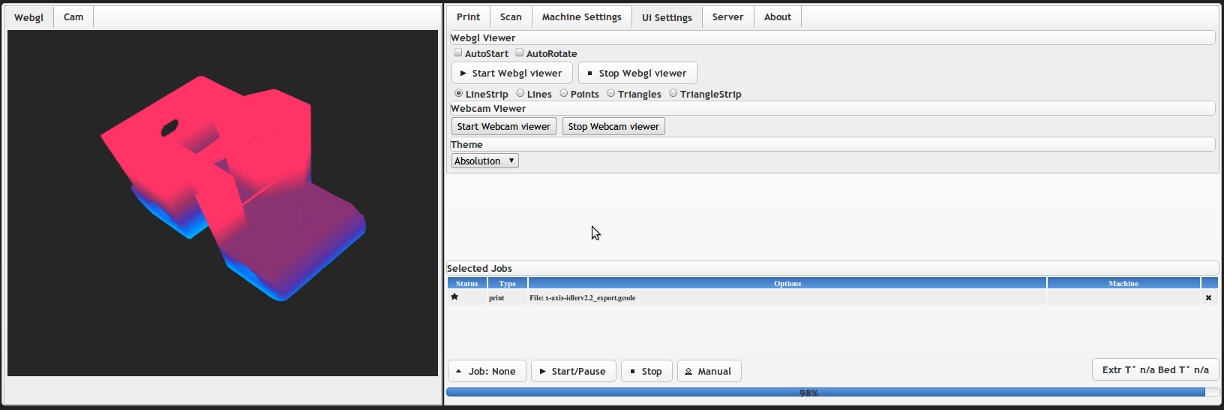 Webgl Cam
Print Scan Machine Settings UI Settings Server About
Webgl Viewer
AutoStart AutoRotate
Start Webgl viewer Stop Webgl viewer
LineStrip Lines Points Triangles TriangleStrip
Webcam Viewer
Start Webcam viewer Stop Webcam viewer
Theme
Absolution
Selected Jobs
Status Type Options Machine
print File: x-axis-idlerv2.2_export.gcode
Job: None Start/Pause Stop Manual Extr T° n/a Bed T° n/a
98%